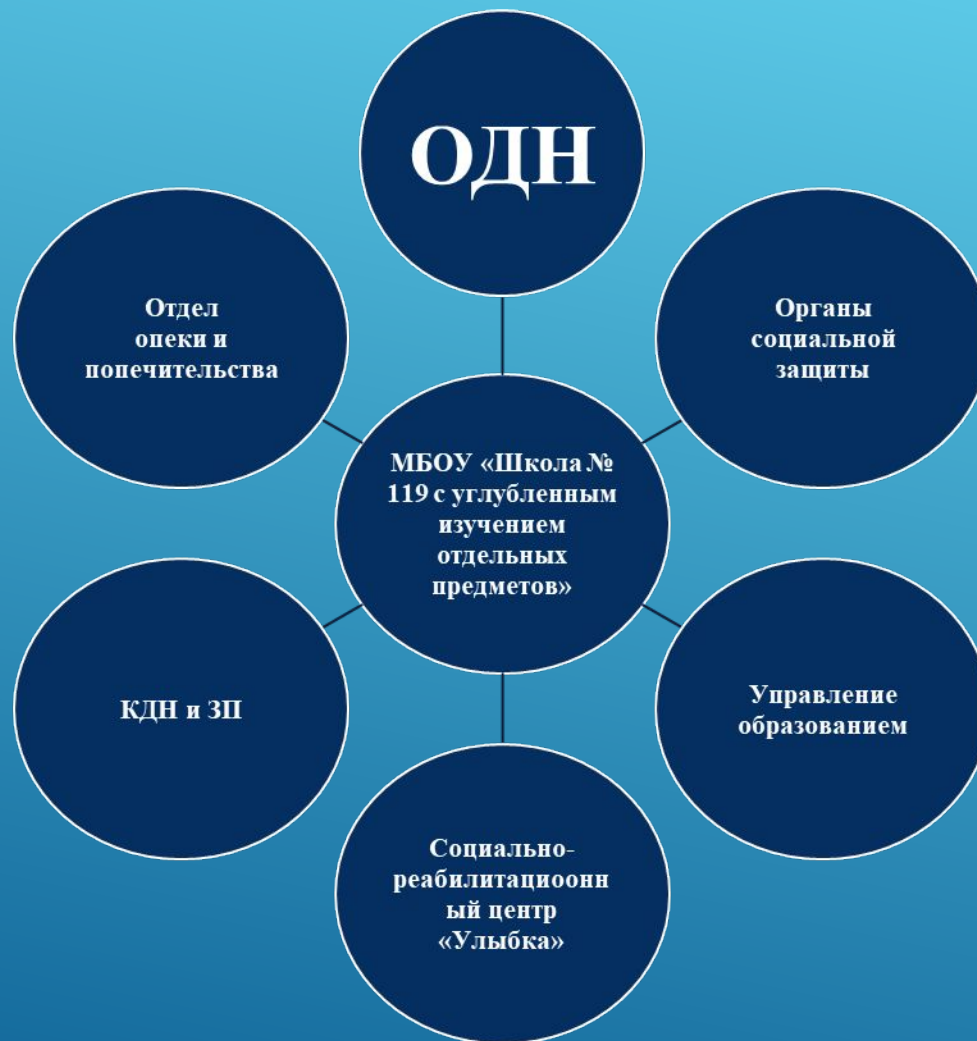 ОДН
Отдел
опеки и
попечительства
Органы
социальной
защиты
МБОУ «Школа №
119 с углубленным
изучением
отдельных
предметов»
КДН и ЗП
Управление
образованием
Социально-
реабилитациоонн
ый центр
«Улыбка»